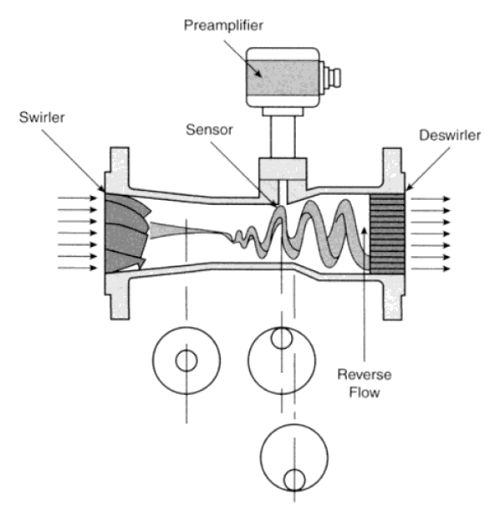 Preamplifier
Swirler
Sensor
Deswirler
Reverse
Flow